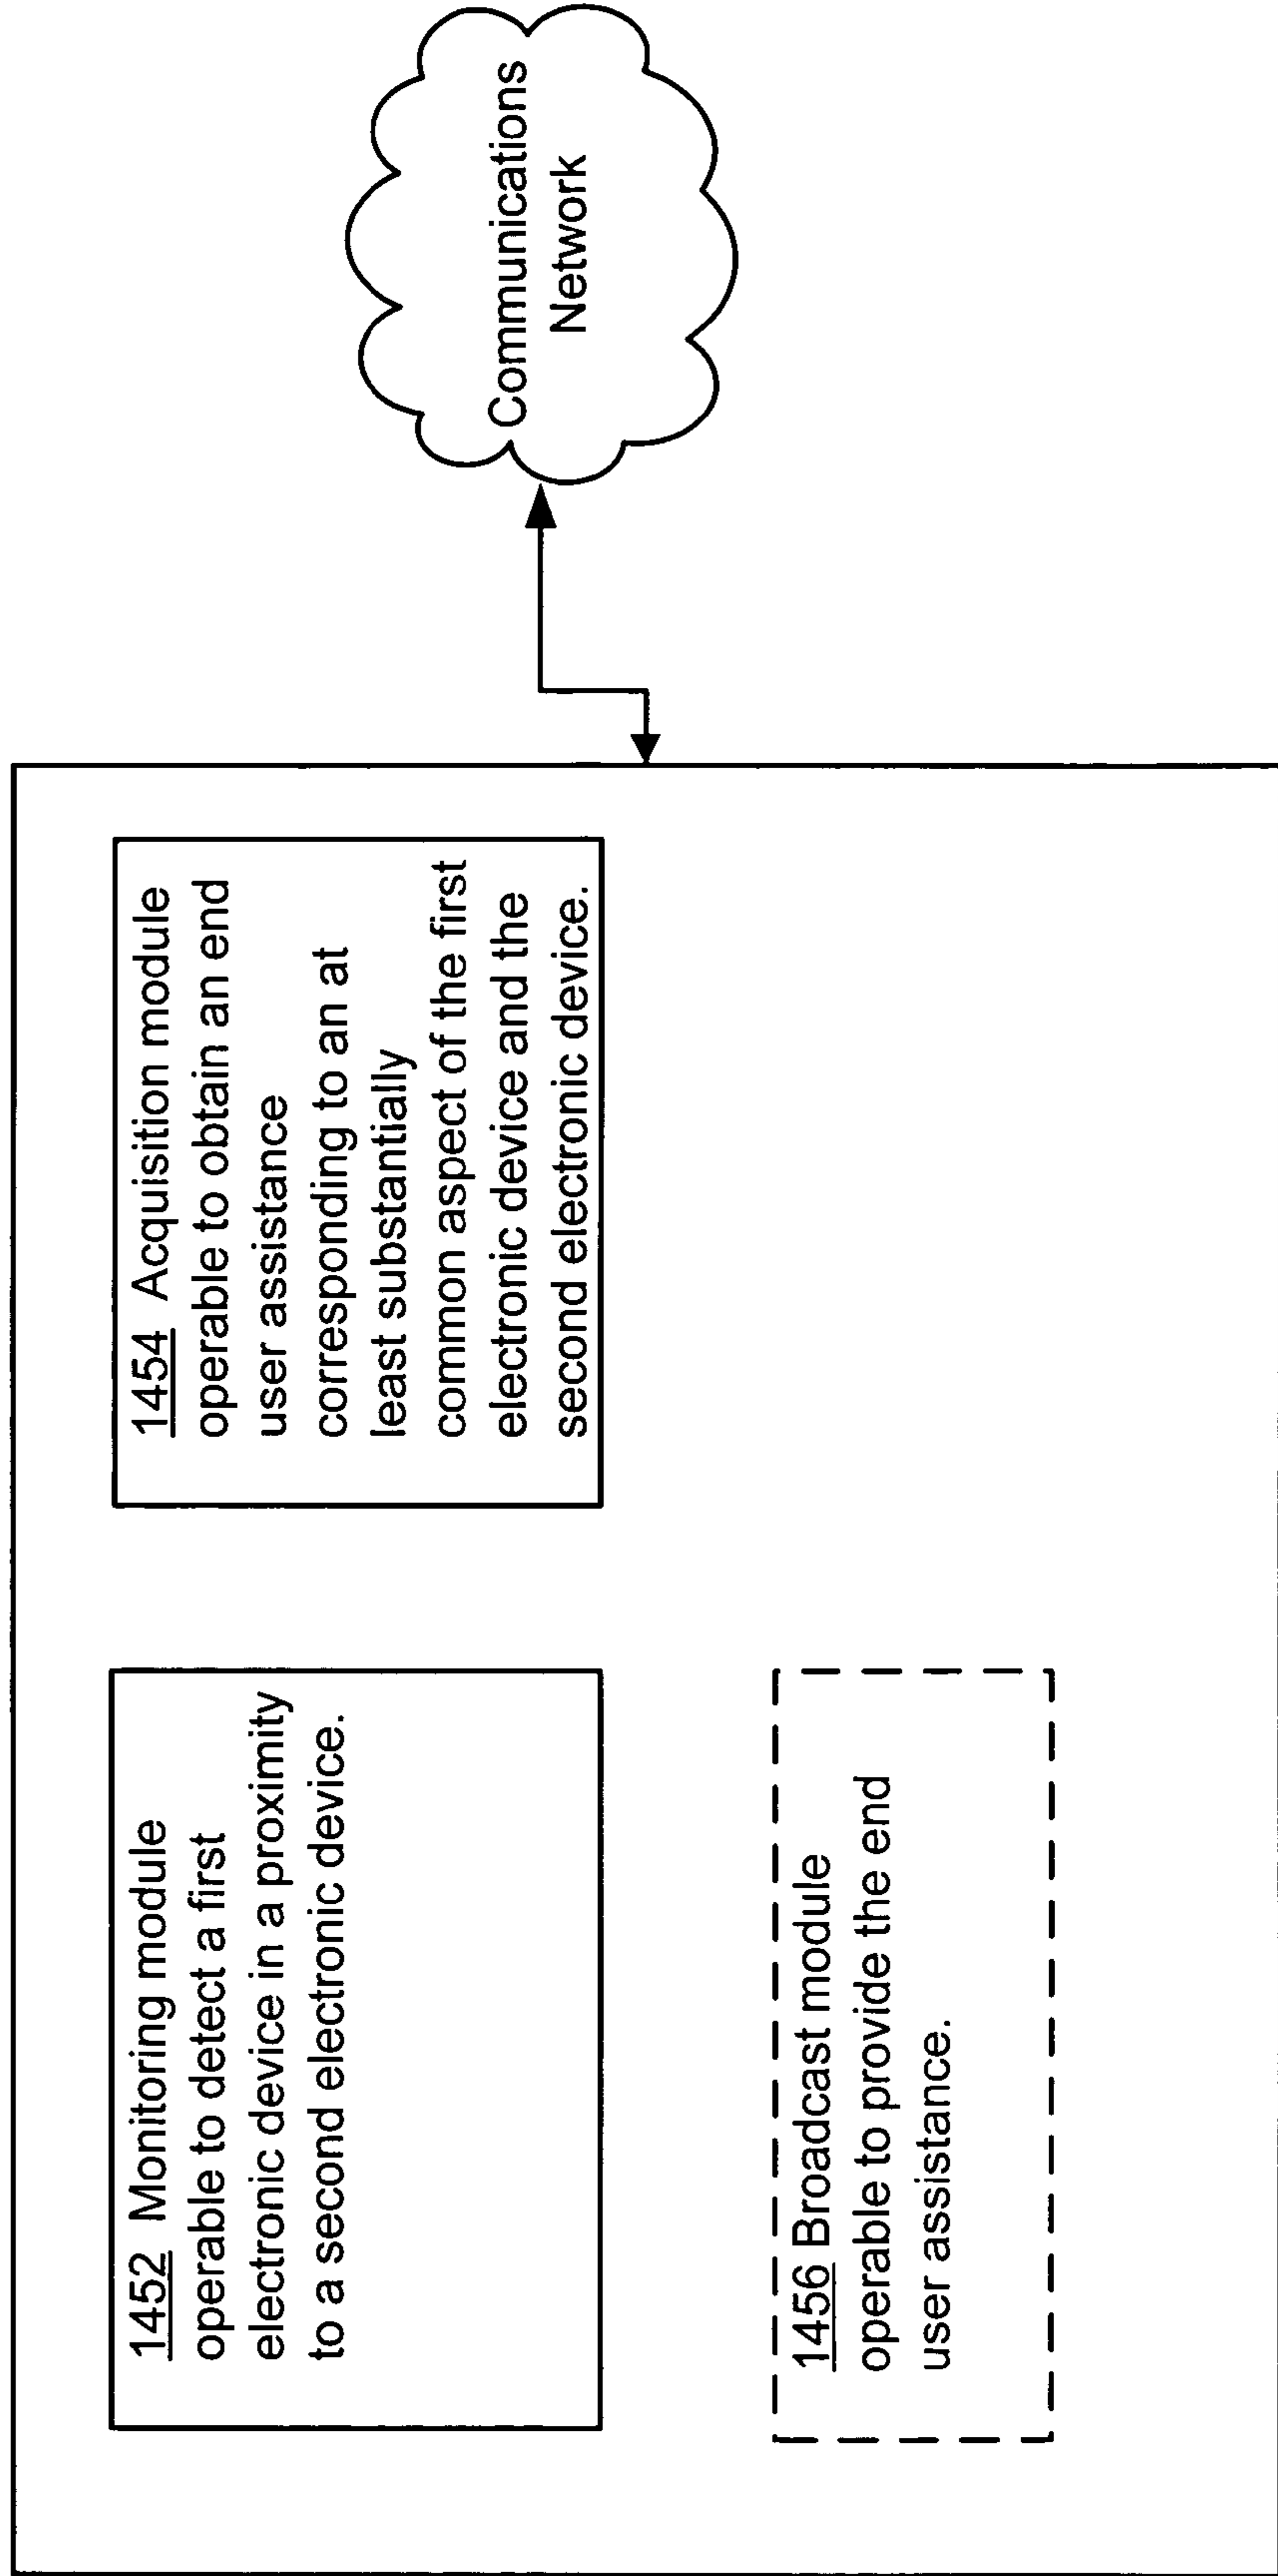 1452 Monitoring module
operable to detect a first
electronic device in a proximity
to a second electronic device.
1454 Acquisition module
operable to obtain an end
user assistance
corresponding to an at
least substantially
common aspect of the first
electronic device and the
second electronic device.
1456 Broadcast module
operable to provide the end
user assistance.
Communications
Network